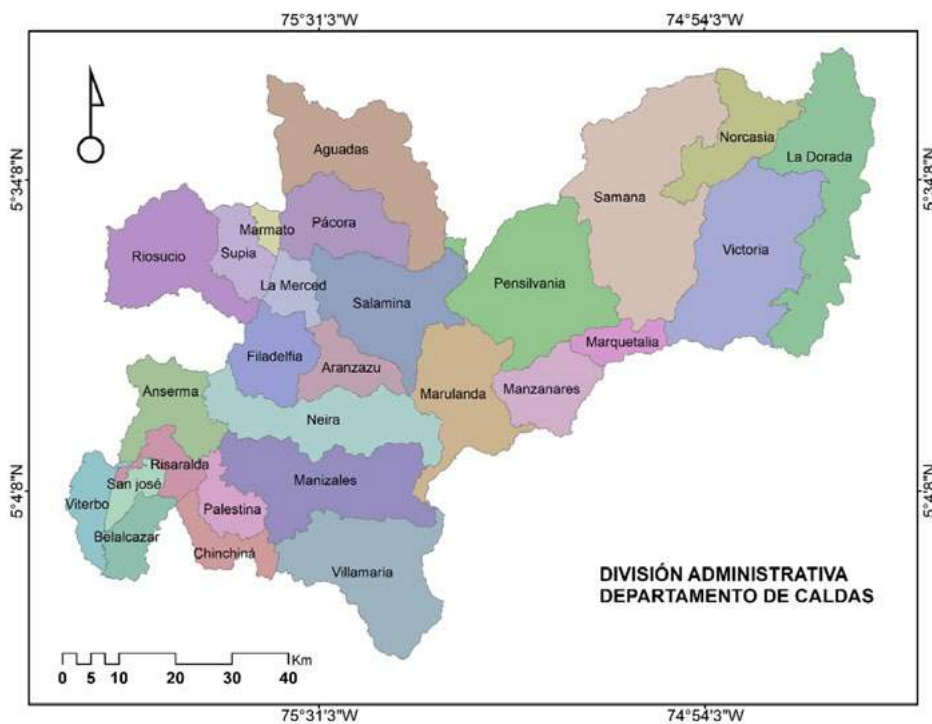 75°31'3"W
74°54'3"W
5°34'8"N
5°34'8"N
Aguadas
Norcasia
La Dorada
Samana
Pácora
Marmato
Riosucio
Supia
Victoria
La Merced
Pensilvania
Salamina
Marquetalia
Filadelfia
Aranzazu
Manzanares
Anserma
Marulanda
Neira
Risaralda
San josé
Manizales
5°4'8"N
5°4'8"N
Viterbo
Palestina
Belalcazar
Chinchiná
Villamaria
DIVISIÓN ADMINISTRATIVA
DEPARTAMENTO DE CALDAS
Km
0 5 10 20 30 40
75°31'3"W
74°54'3"W